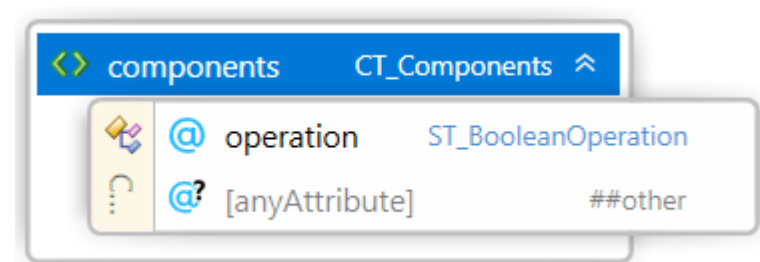 <> components CT_Components
@ operation ST_BooleanOperation
@? [anyAttribute] ##other